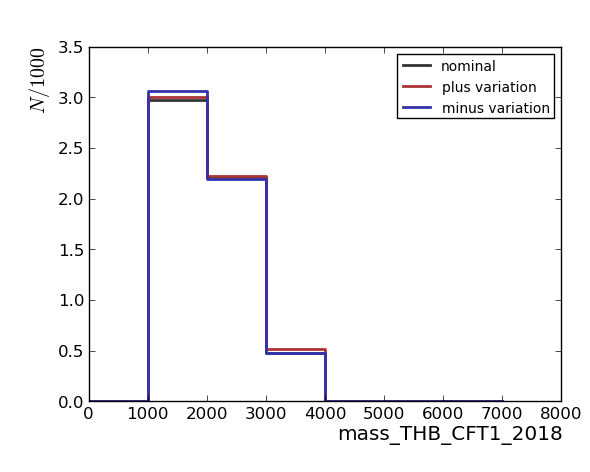 N/1000
3.5
3.0
2.5
2.0
1.5
1.0
0.5
0.0
0 1000 2000 3000 4000 5000 6000 7000 8000
mass_THB_CFT1_2018
nominal
plus variation
minus variation